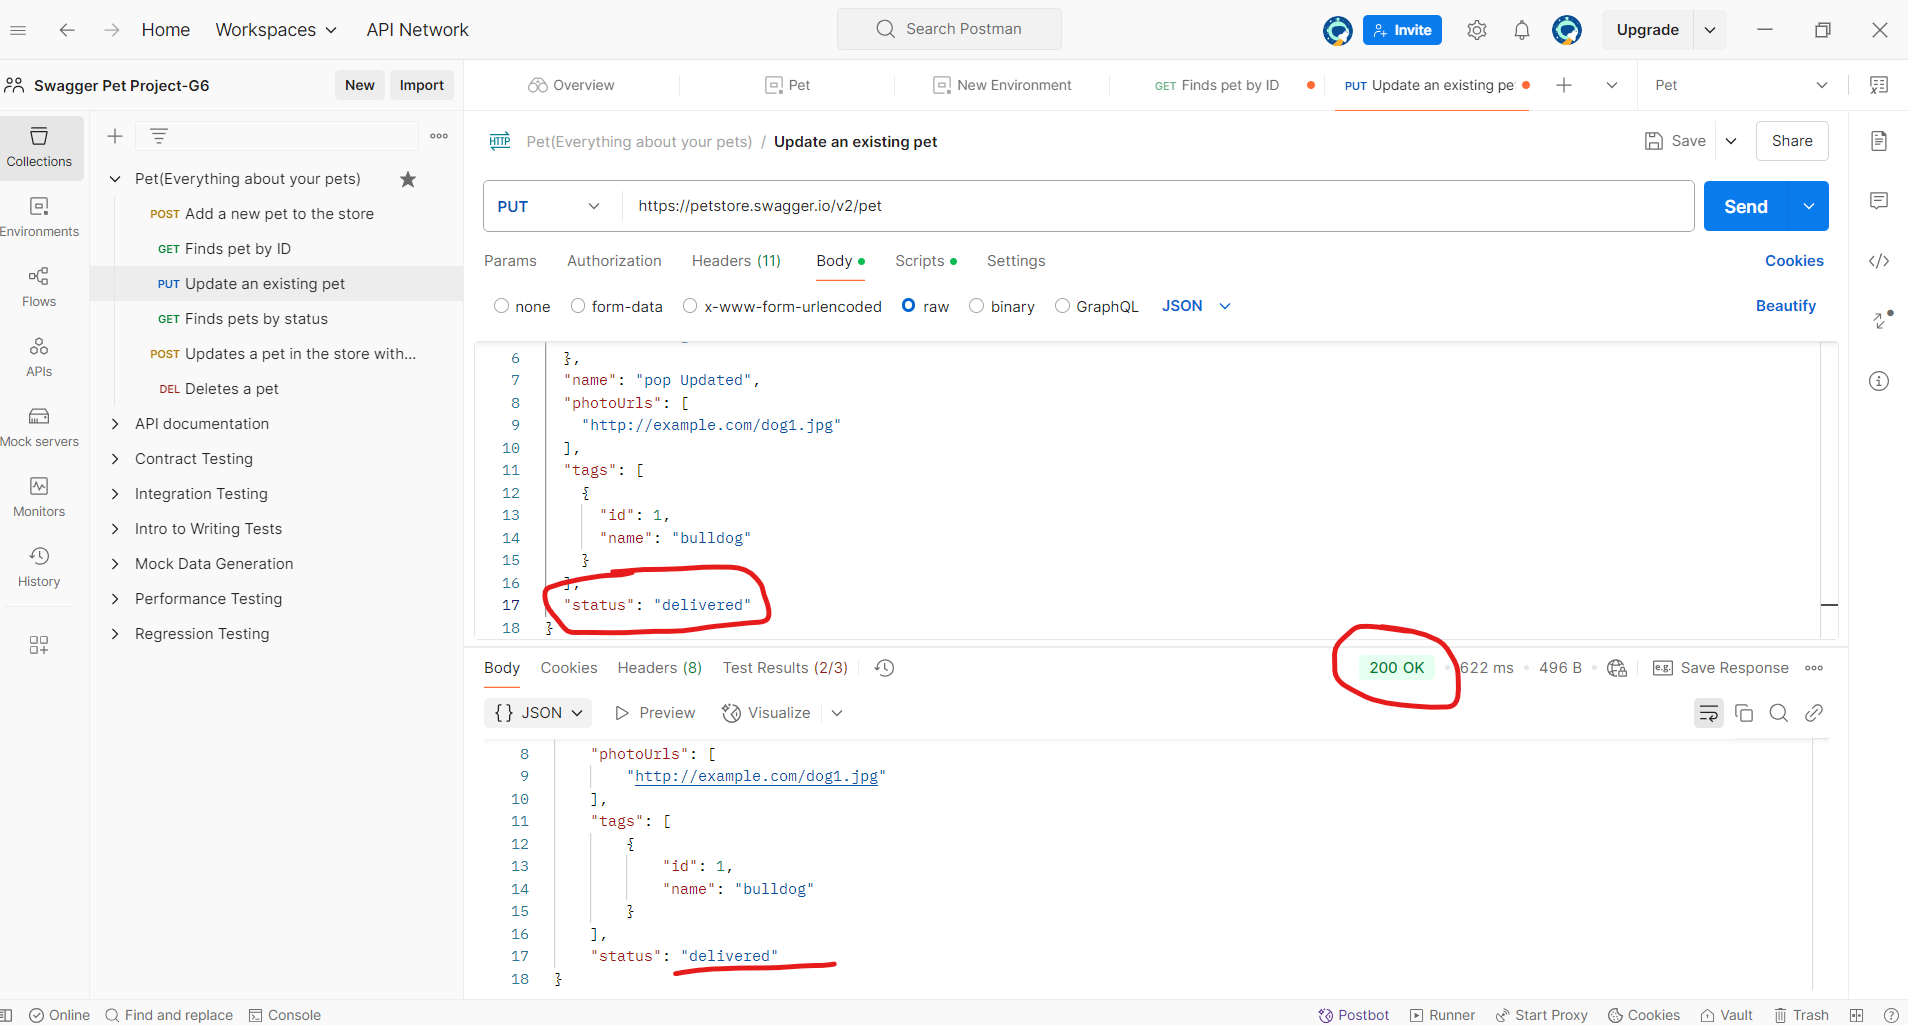 Home Workspaces API Network Search Postman Invite Upgrade
Swagger Pet Project-G6 New Import Overview Pet New Environment GET Finds pet by ID PUT Update an existing pe Pet
Collections
Environments
Flows
APIs
Mock servers
Monitors
History
Pet(Everything about your pets)
POST Add a new pet to the store
GET Finds pet by ID
PUT Update an existing pet
GET Finds pets by status
POST Updates a pet in the store with...
DEL Deletes a pet
API documentation
Contract Testing
Integration Testing
Intro to Writing Tests
Mock Data Generation
Performance Testing
Regression Testing
HTTP Pet(Everything about your pets) / Update an existing pet Save Share
PUT https://petstore.swagger.io/v2/pet Send
Params Authorization Headers (11) Body Scripts Settings Cookies
none form-data x-www-form-urlencoded raw binary GraphQL JSON Beautify
6 },
7 "name": "pop Updated",
8 "photoUrls": [
9 "http://example.com/dog1.jpg"
10 ],
11 "tags": [
12 {
13 "id": 1,
14 "name": "bulldog"
15 }
16 ],
17 "status": "delivered"
18 }
Body Cookies Headers (8) Test Results (2/3) 200 OK 622 ms 496 B e.g. Save Response
{} JSON Preview Visualize
8 "photoUrls": [
9 "http://example.com/dog1.jpg"
10 ],
11 "tags": [
12 {
13 "id": 1,
14 "name": "bulldog"
15 }
16 ],
17 "status": "delivered"
18 }
Online Find and replace Console Postbot Runner Start Proxy Cookies Vault Trash